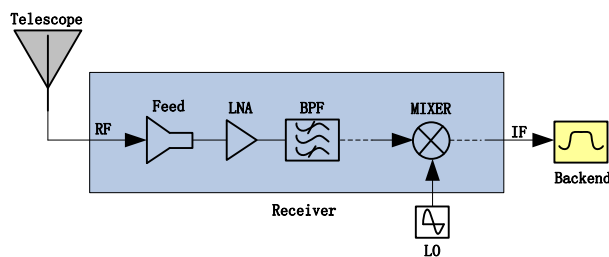 Telescope
RF
Feed
LNA
BPF
MIXER
IF
Backend
Receiver
LO